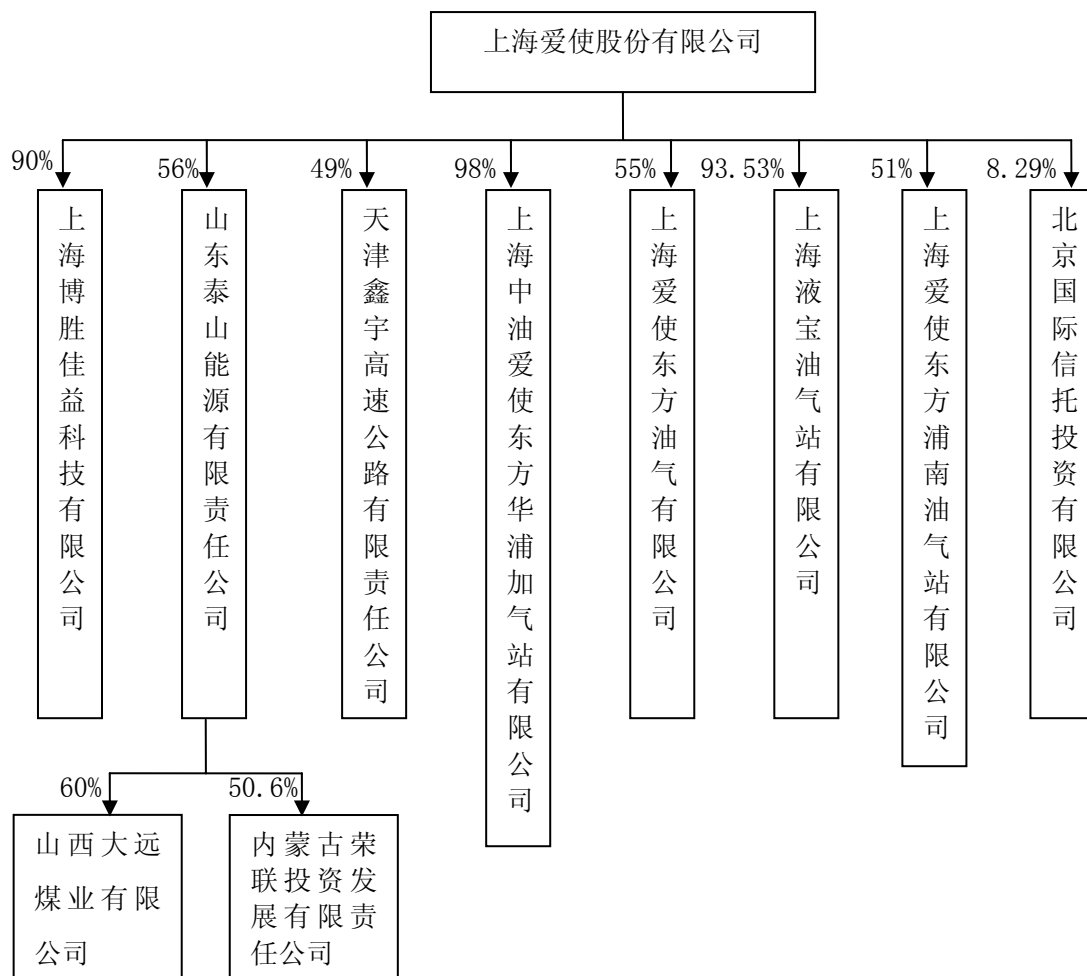 上海爱使股份有限公司
90%
56%
49%
98%
55%
93.53%
51%
8.29%
上海博胜佳益科技有限公司
山东泰山能源有限责任公司
天津鑫宇高速公路有限责任公司
上海中油爱使东方华浦加气站有限公司
上海爱使东方油气有限公司
上海液宝油气站有限公司
上海爱使东方浦南油气站有限公司
北京国际信托投资有限公司
60%
50.6%
山西大远
煤业有限
公司
内蒙古荣
联投资发
展有限责
任公司